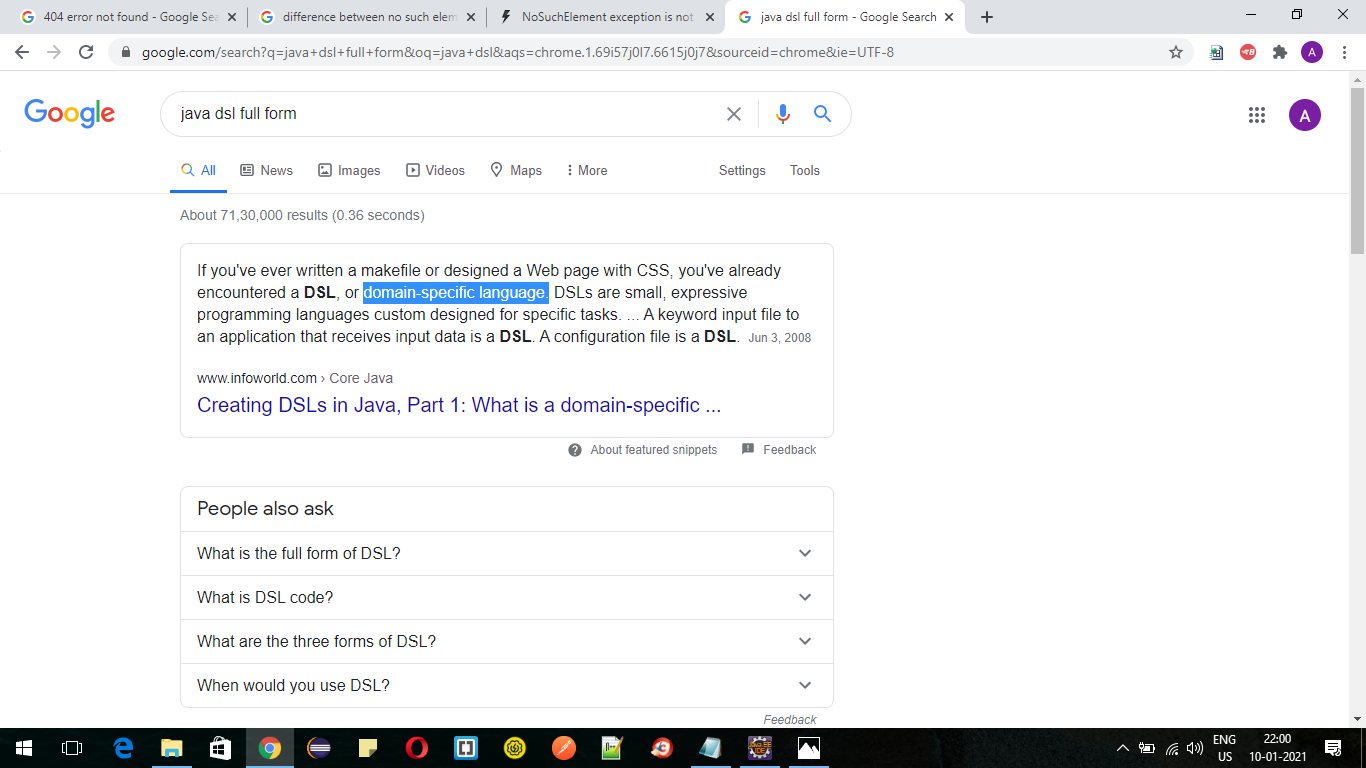 404 error not found - Google Sea
difference between no such elem
NoSuchElement exception is not
java dsl full form - Google Search
google.com/search?q=java+dsl+full+form&oq=java+dsl&aqs=chrome.1.69i57j0l7.6615j0j7&sourceid=chrome&ie=UTF-8
A
Google
java dsl full form
A
All
News
Images
Videos
Maps
More
Settings
Tools
About 71,30,000 results (0.36 seconds)
If you've ever written a makefile or designed a Web page with CSS, you've already
encountered a DSL, or domain-specific language. DSLs are small, expressive
programming languages custom designed for specific tasks. ... A keyword input file to
an application that receives input data is a DSL. A configuration file is a DSL. Jun 3, 2008
www.infoworld.com › Core Java
Creating DSLs in Java, Part 1: What is a domain-specific ...
About featured snippets
Feedback
People also ask
What is the full form of DSL?
What is DSL code?
What are the three forms of DSL?
When would you use DSL?
Feedback
ENG
US
22:00
10-01-2021